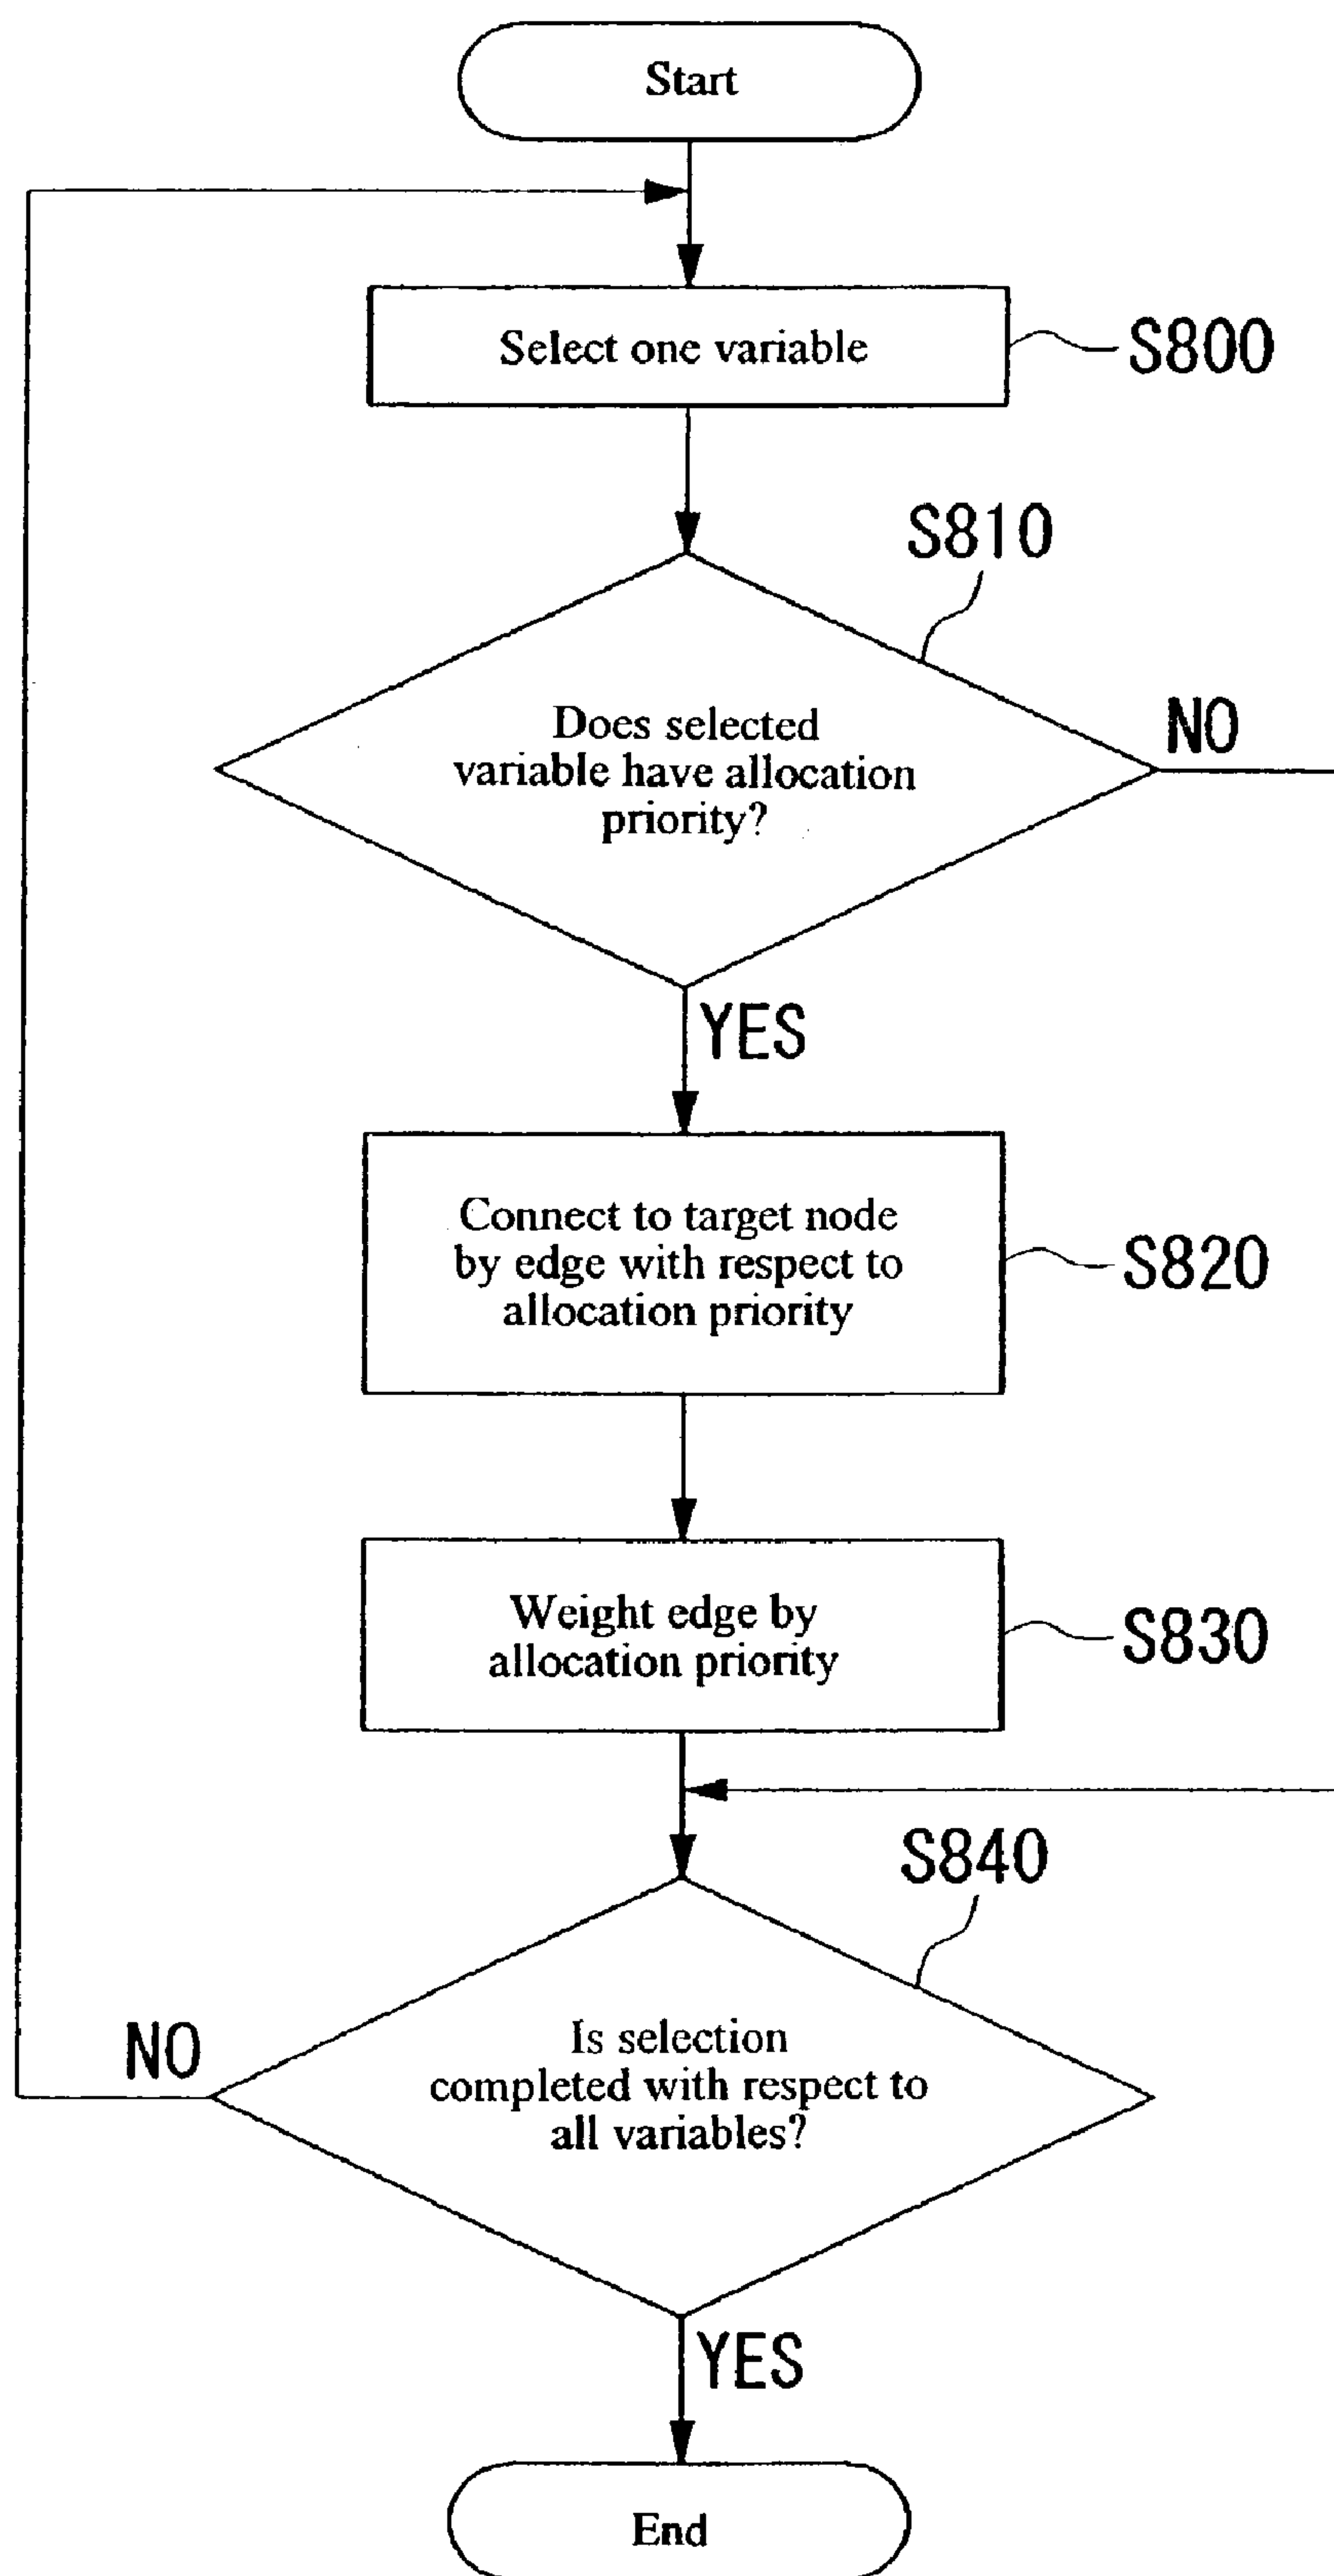 Start
Select one variable
S800
S810
Does selected
variable have allocation
priority?
NO
YES
Connect to target node
by edge with respect to
allocation priority
S820
Weight edge by
allocation priority
S830
S840
Is selection
completed with respect to
all variables?
NO
YES
End